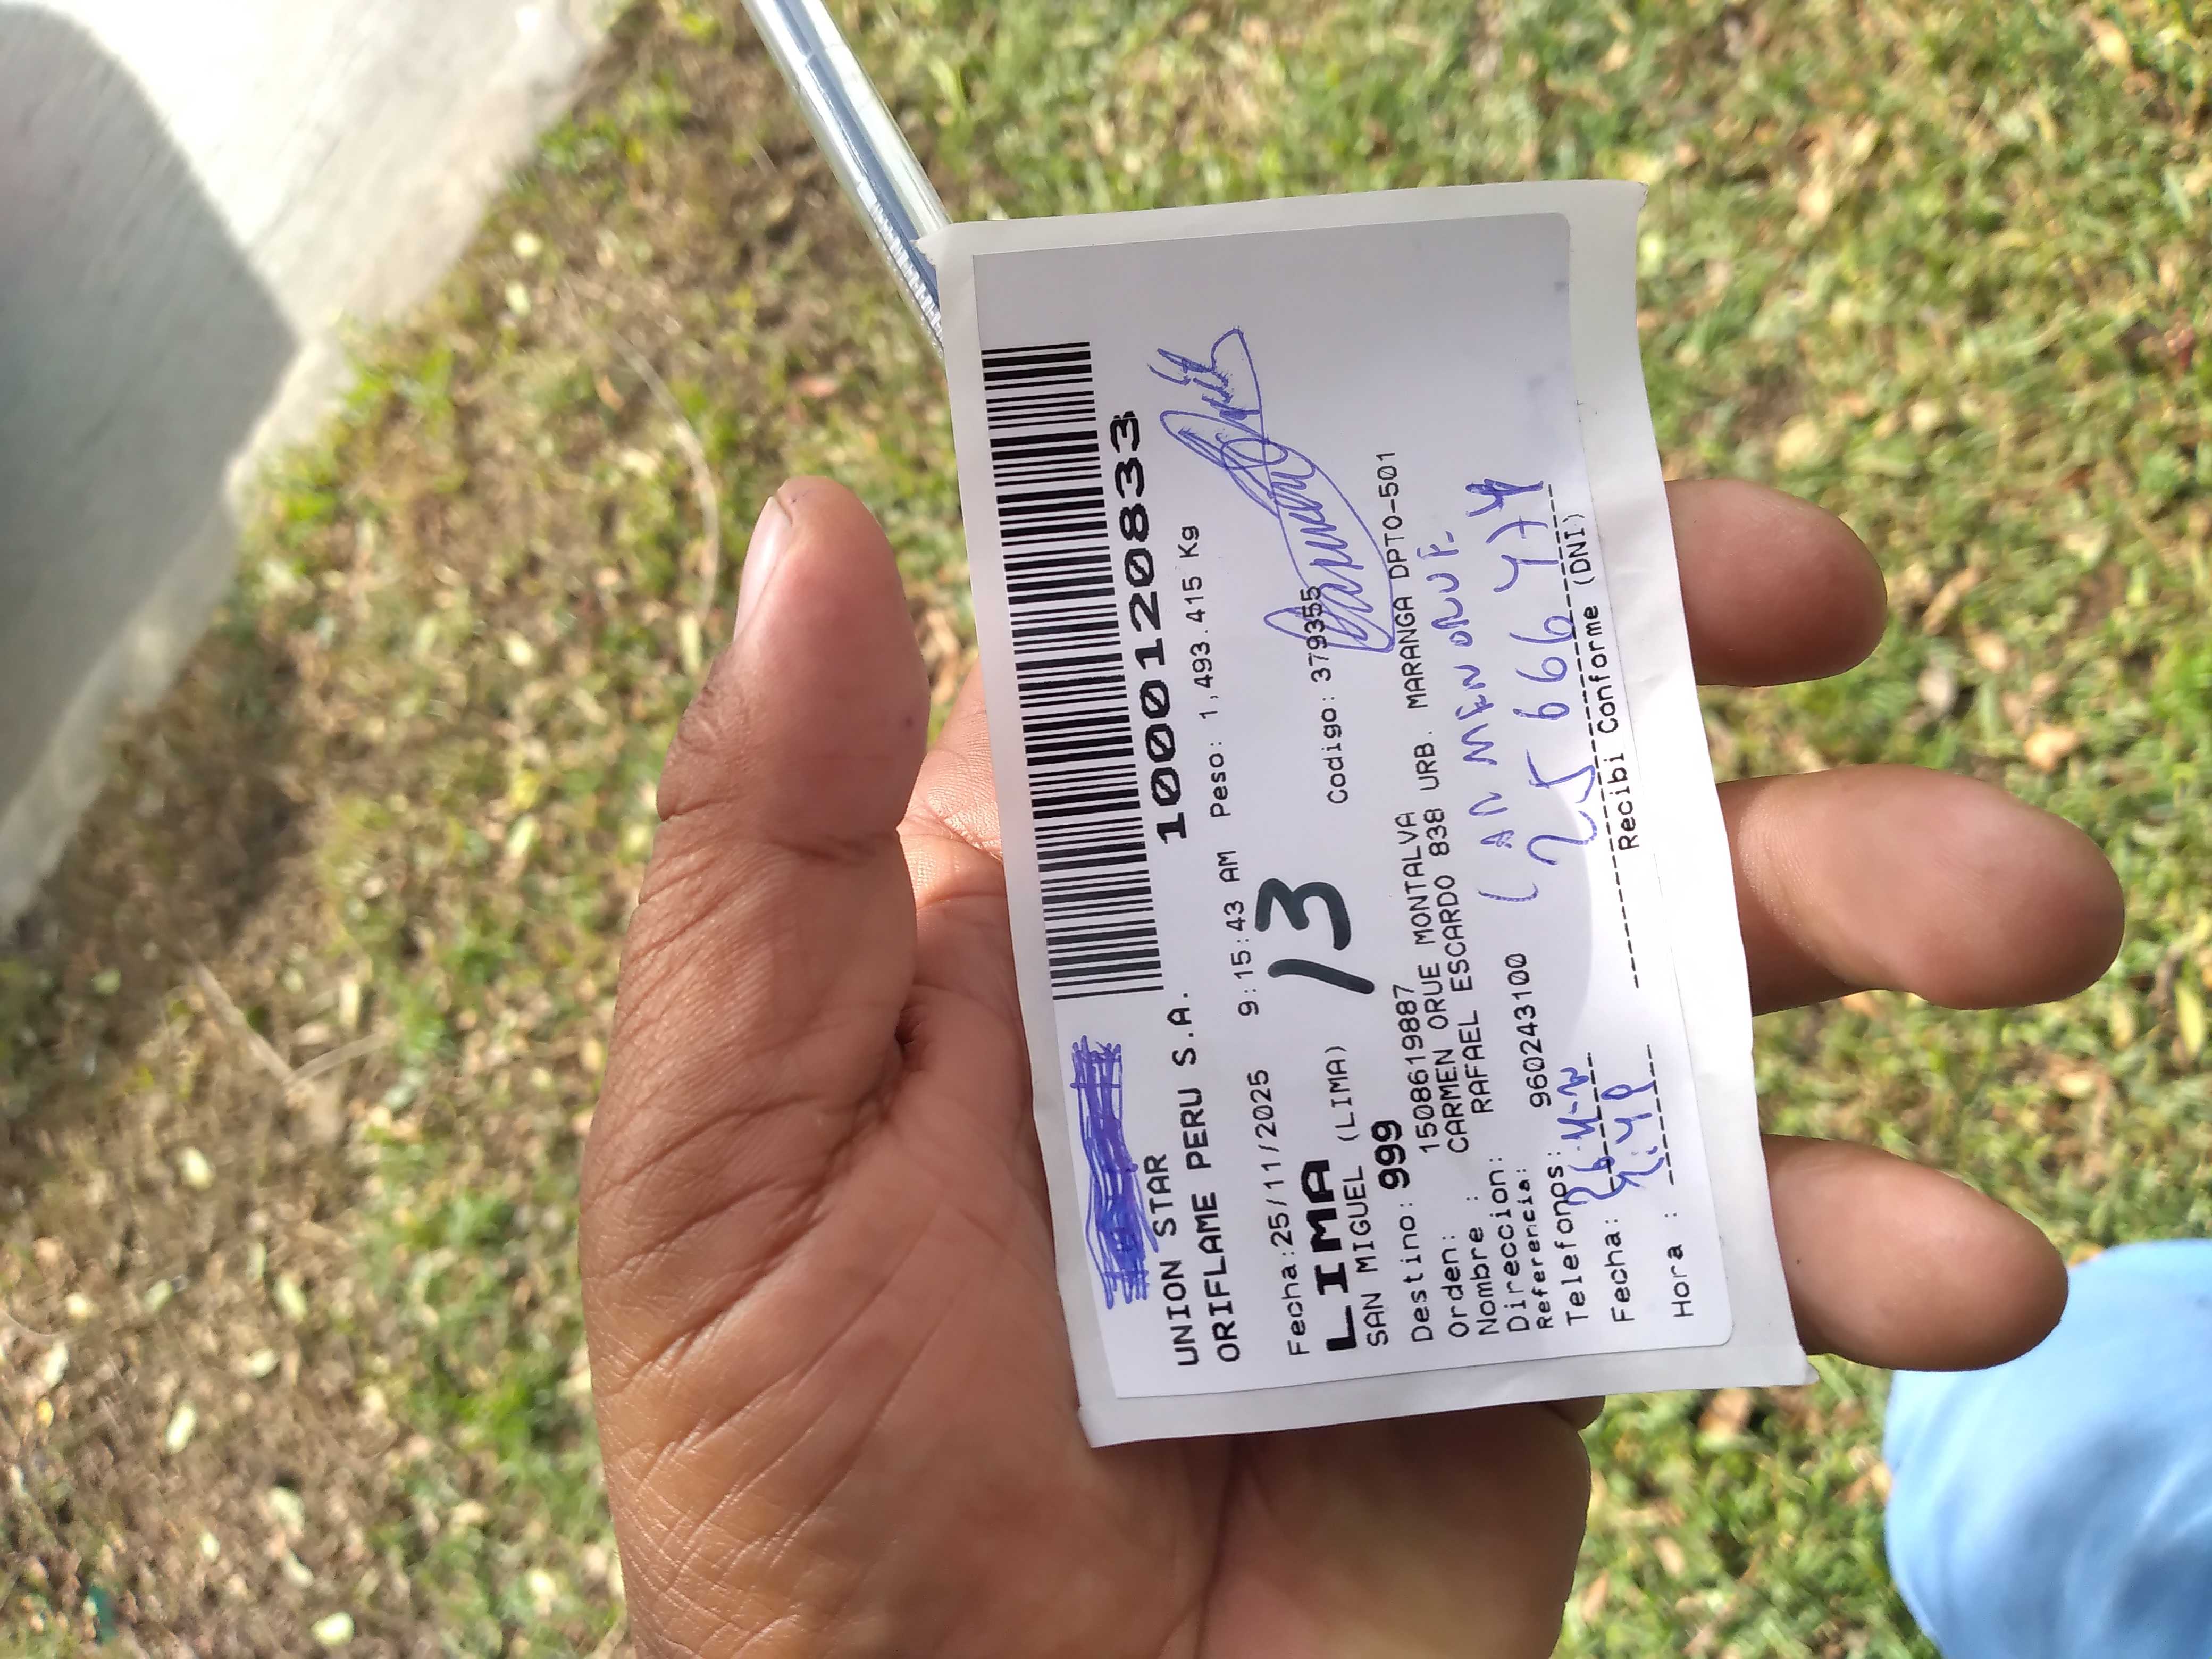 UNION STAR
ORIFLAME PERU S.A.
1000120833
Fecha:25/11/2025 9:15:43 AM Peso: 1,493.415 Kg
LIMA
13
SAN MIGUEL (LIMA) Codigo: 379355
Destino: 999
Orden: 1508619887
Nombre : CARMEN ORUE MONTALVA
Direccion: RAFAEL ESCARDO 838 URB. MARANGA DPTO-501
Referencia:
Telefonos: 960243100
CARMEN ORUE
Fecha:
Hora :
Recibi Conforme (DNI)